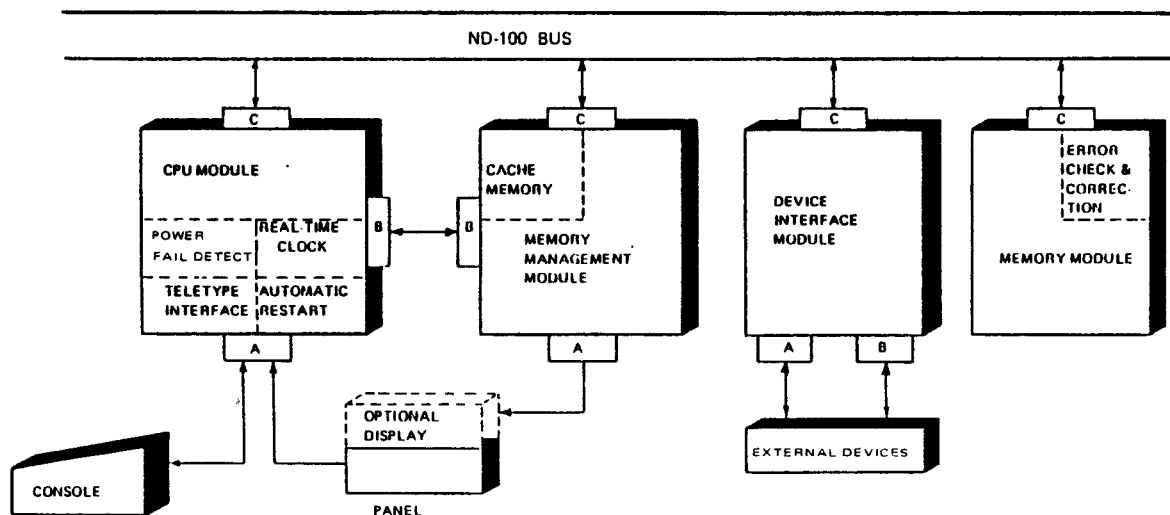 ND-100 BUS
C
CPU MODULE
POWER
FAIL DETECT
REAL-TIME
CLOCK
TELETYPE
INTERFACE
AUTOMATIC
RESTART
B
A
C
CACHE
MEMORY
B
MEMORY
MANAGEMENT
MODULE
A
C
DEVICE
INTERFACE
MODULE
A
B
C
ERROR
CHECK &
CORREC-
TION
MEMORY MODULE
OPTIONAL
DISPLAY
PANEL
CONSOLE
EXTERNAL DEVICES